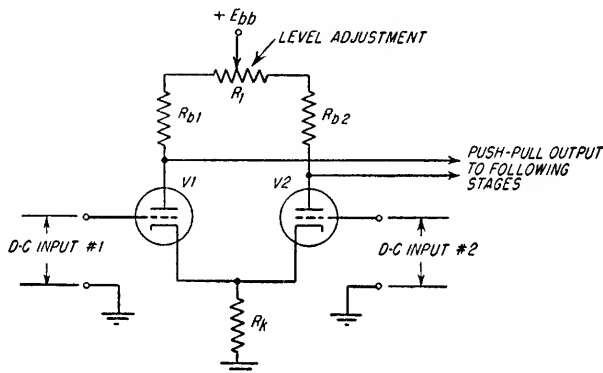 + Ebb
LEVEL ADJUSTMENT
R1
Rb1
Rb2
PUSH-PULL OUTPUT
TO FOLLOWING
STAGES
V1
V2
D-C INPUT #1
D-C INPUT #2
Rk